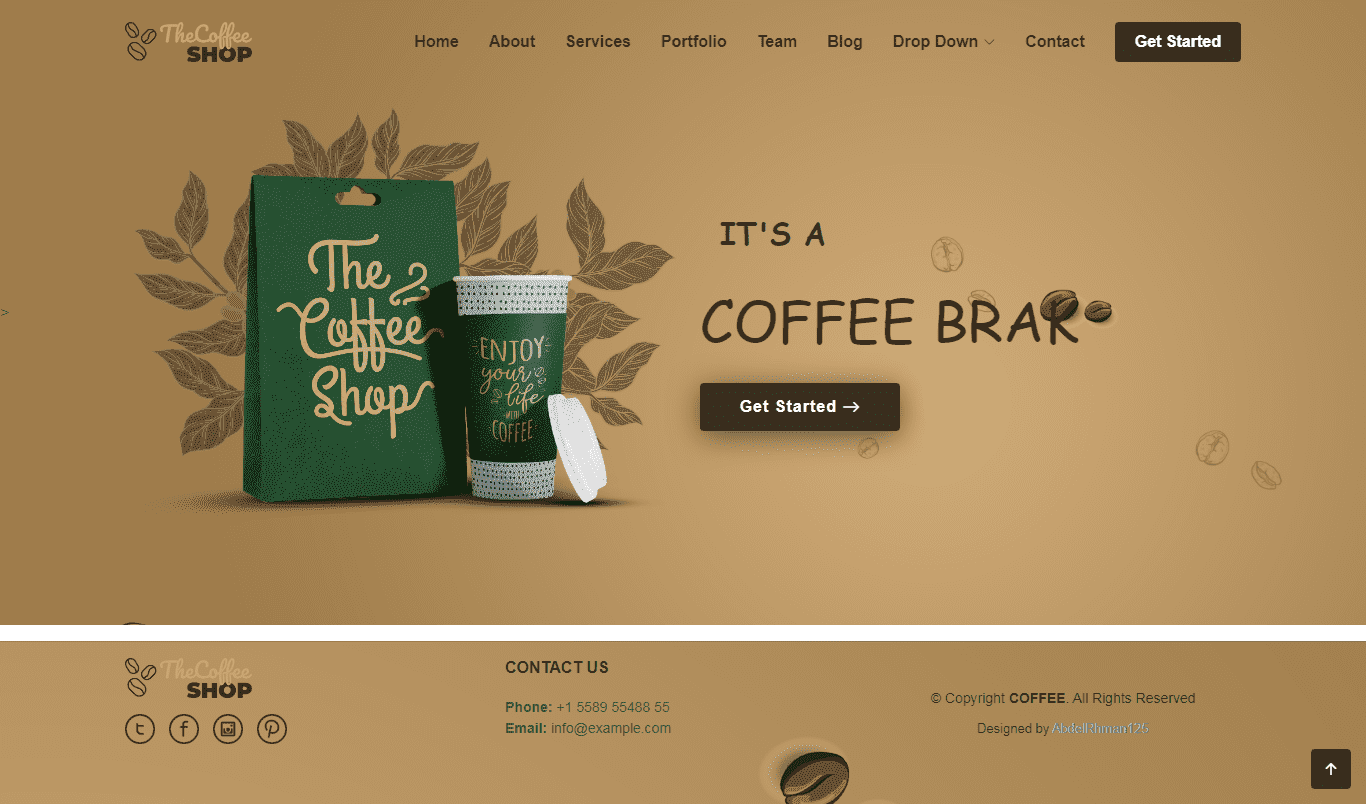 TheCoffee
SHOP
Home About Services Portfolio Team Blog Drop Down Contact Get Started
The
Coffee
Shop
ENJOY
your
life
WITH
COFFEE
IT'S A
COFFEE BRAK
Get Started →
>
TheCoffee
SHOP
CONTACT US
Phone: +1 5589 55488 55
Email: info@example.com
© Copyright COFFEE. All Rights Reserved
Designed by AbdelRhman125